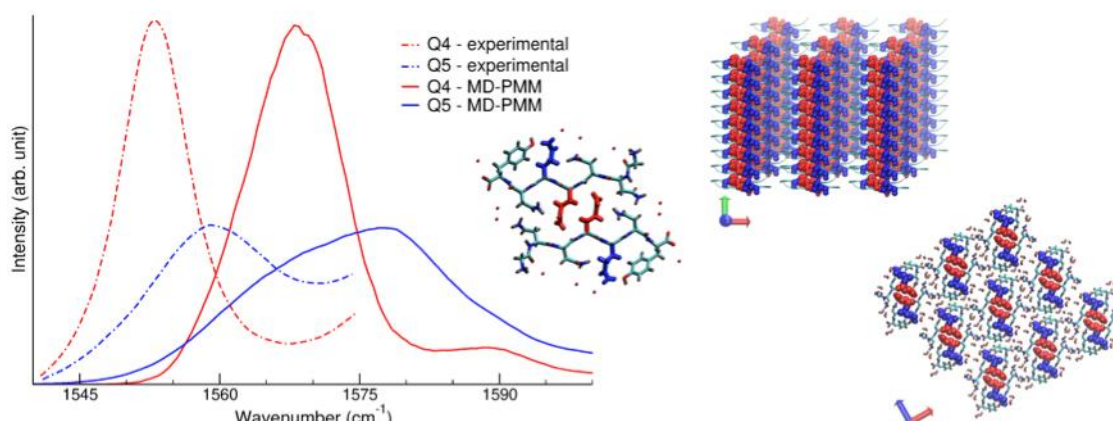 Q4 - experimental
Q5 - experimental
Q4 - MD-PMM
Q5 - MD-PMM
Intensity (arb. unit)
1545 1560 1575 1590
Wavenumber (cm⁻¹)